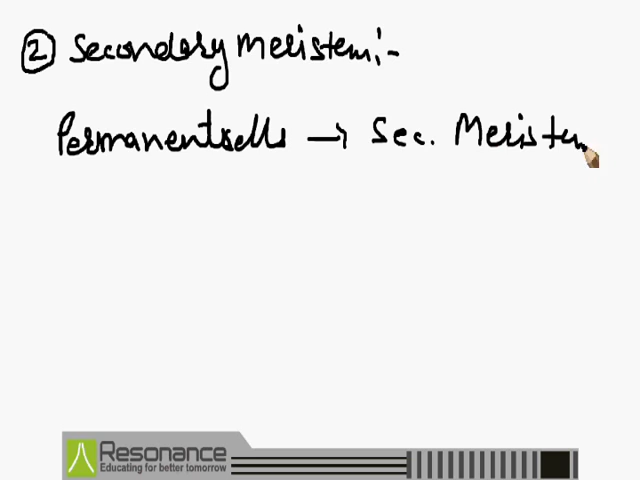 ② Secondary Meristem:-
Permanent cells → Sec. Meristem
Resonance
Educating for better tomorrow